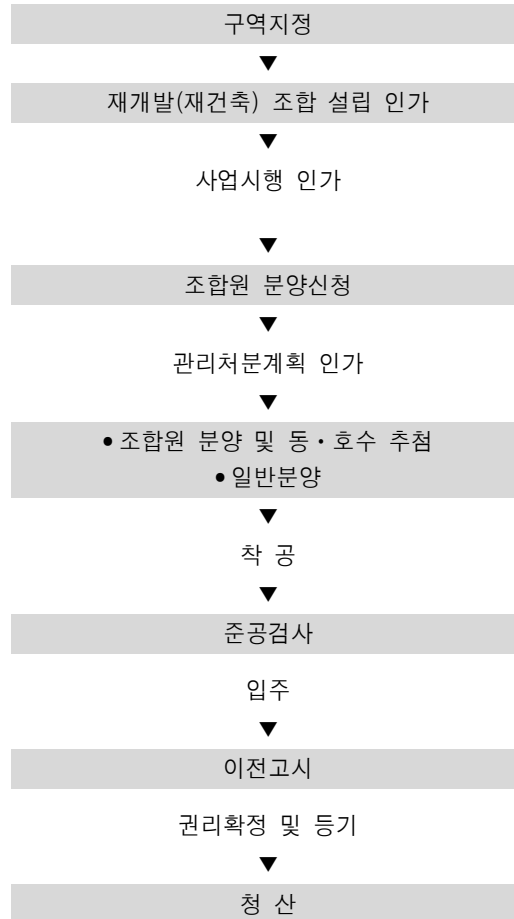 구역지정
▼
재개발(재건축) 조합 설립 인가
▼
사업시행 인가
▼
조합원 분양신청
▼
관리처분계획 인가
▼
●조합원 분양 및 동・호수 추첨
●일반분양
▼
착 공
▼
준공검사
입주
▼
이전고시
권리확정 및 등기
▼
청 산